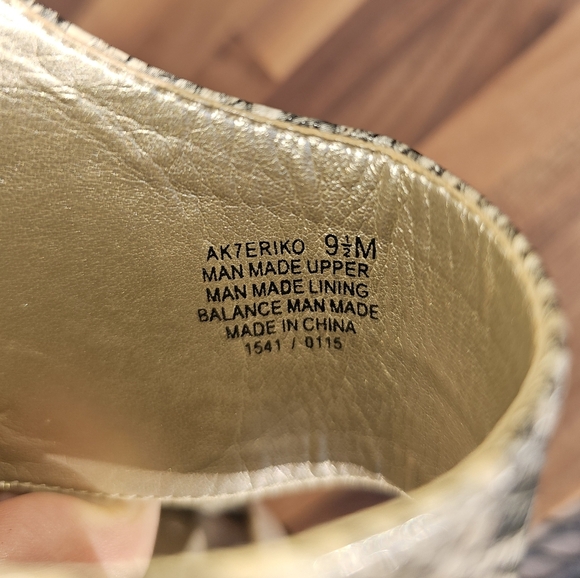 AK7ERIKO 9½M
MAN MADE UPPER
MAN MADE LINING
BALANCE MAN MADE
MADE IN CHINA
1541 / 0115